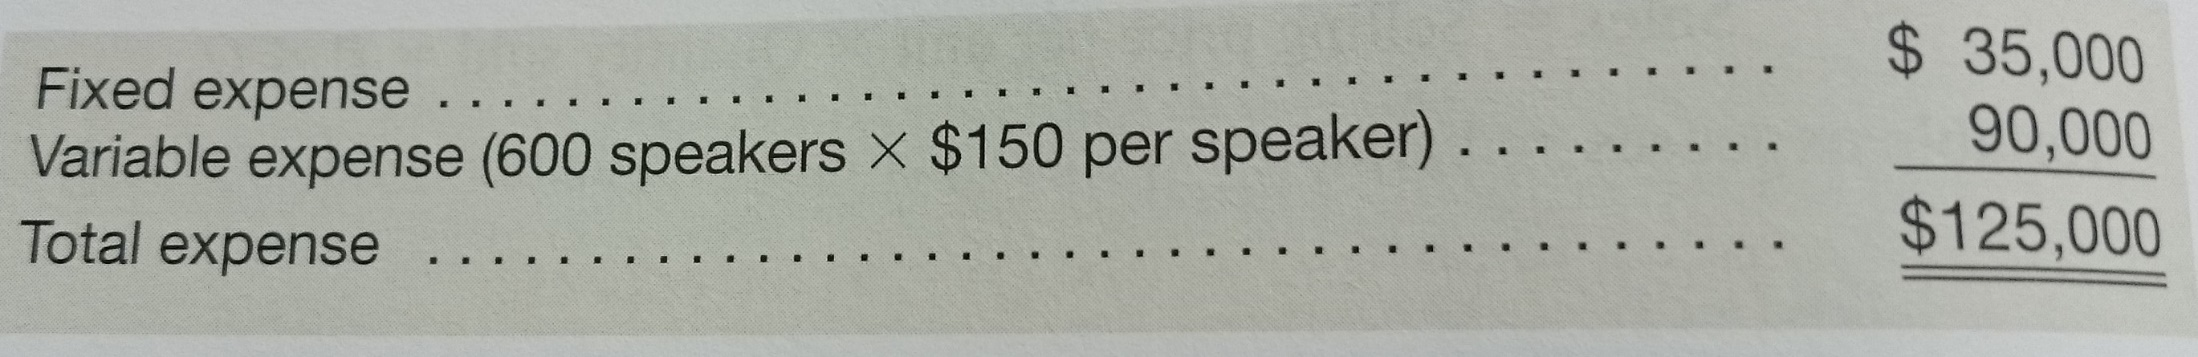 Fixed expense ........................................ $ 35,000
Variable expense (600 speakers × $150 per speaker) .......... 90,000
Total expense ........................................ $125,000